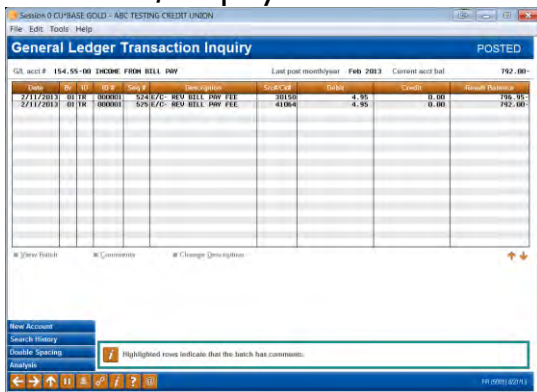 Session 0 CU*BASE GOLD - ABC TESTING CREDIT UNION
File Edit Tools Help
General Ledger Transaction Inquiry POSTED
G/L acct # 154.55-00 INCOME FROM BILL PAY Last post month/year Feb 2013 Current acct bal 792.00-
Date Br ID ID # Seq # Description Src#/Ck# Debit Credit Result Balance
2/11/2013 01 TR 000001 524 E/C- REV BILL PAY FEE 30150 4.95 0.00 796.95-
2/11/2013 01 TR 000001 525 E/C- REV BILL PAY FEE 41064 4.95 0.00 792.00-
View Batch Comments Change Description
New Account
Search History
Double Spacing
Analysis
Highlighted rows indicate that the batch has comments.